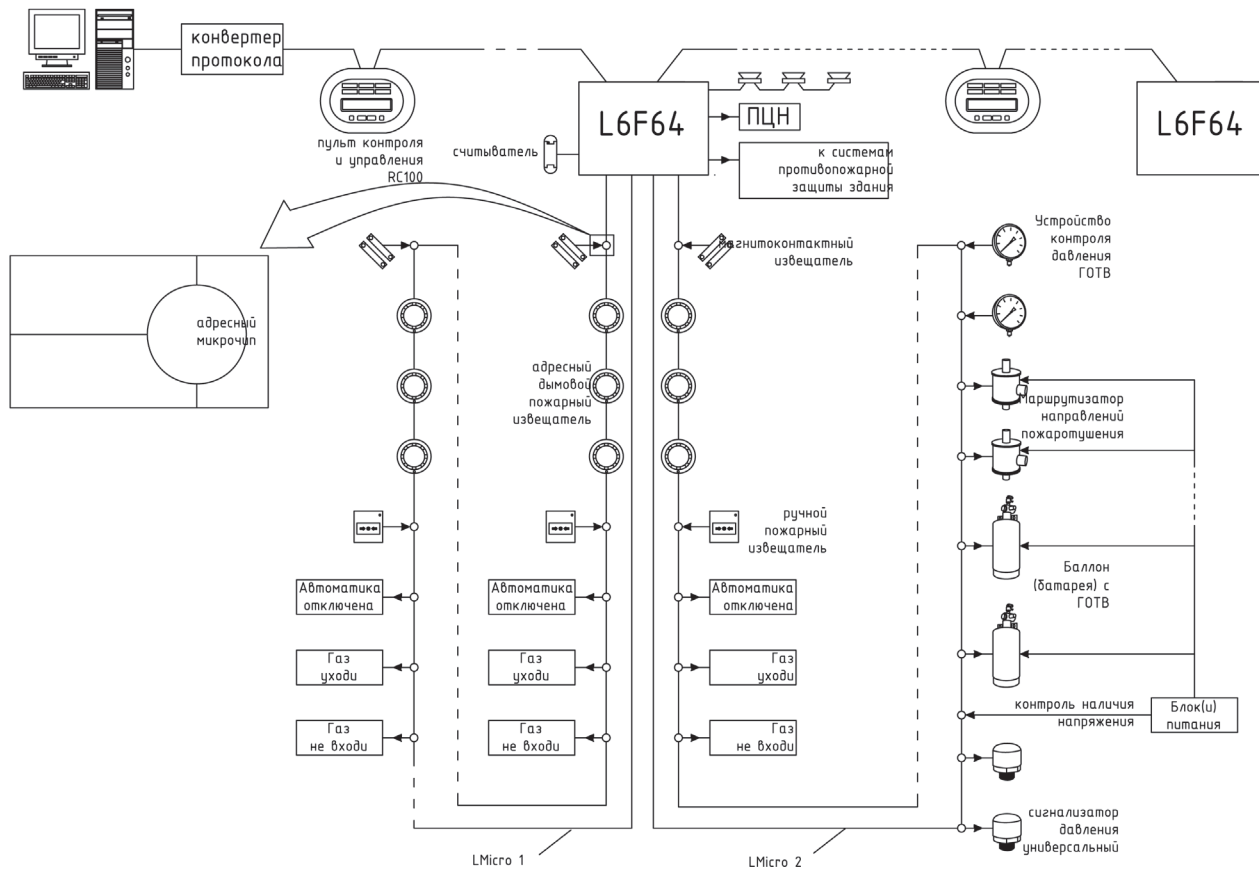 конвертер
протокола
пульт контроля
и управления
RC100
считыватель
L6F64
ПЦН
к системам
противопожарной
защиты здания
L6F64
адресный
микрочип
магнитоконтактный
извещатель
Устройство
контроля
давления
ГОТВ
адресный
дымовой
пожарный
извещатель
Маршрутизатор
направлений
пожаротушения
ручной
пожарный
извещатель
Баллон
(батарея) с
ГОТВ
Автоматика
отключена
Автоматика
отключена
Автоматика
отключена
Газ
уходи
Газ
уходи
Газ
уходи
Газ
не входи
Газ
не входи
Газ
не входи
контроль наличия
напряжения
Блок(и)
питания
сигнализатор
давления
универсальный
LMicro 1
LMicro 2